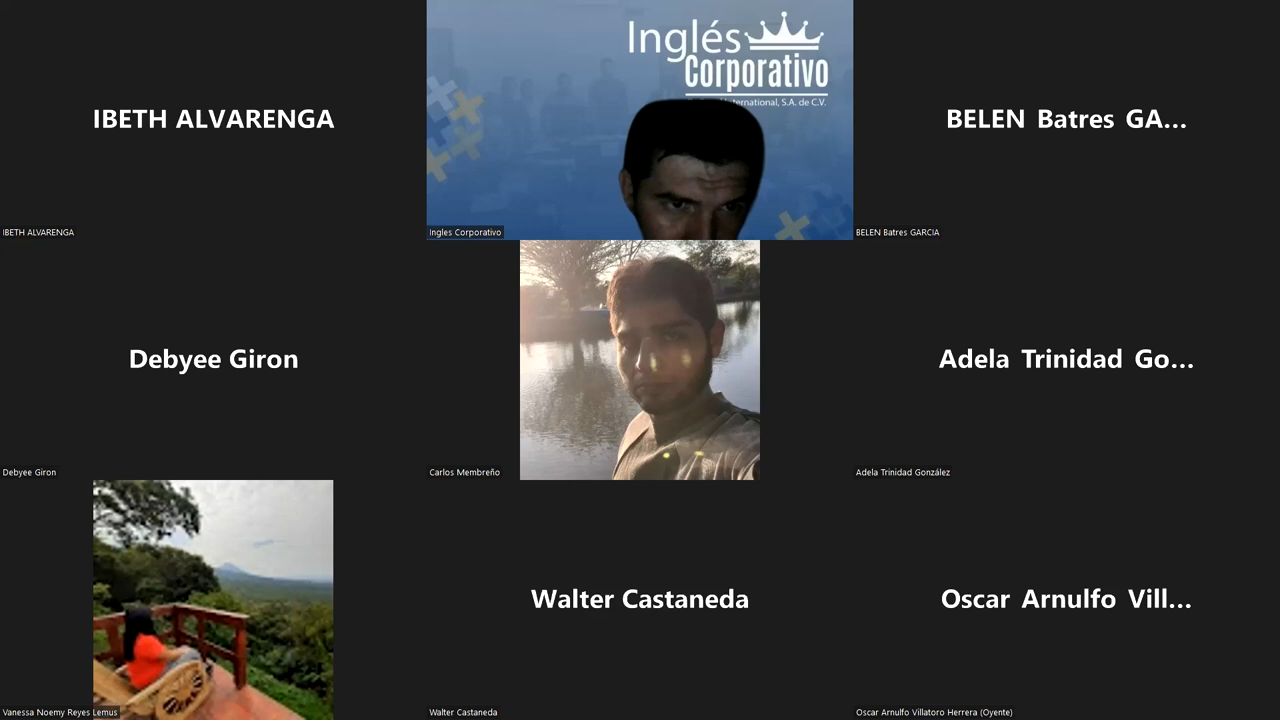 IBETH ALVARENGA
IBETH ALVARENGA
Inglés
Corporativo
International, S.A. de C.V.
Ingles Corporativo
BELEN Batres GA...
BELEN Batres GARCIA
Debyee Giron
Debyee Giron
Carlos Membreño
Adela Trinidad Go...
Adela Trinidad González
Vanessa Noemy Reyes Lemus
Walter Castaneda
Walter Castaneda
Oscar Arnulfo Vill...
Oscar Arnulfo Villatoro Herrera (Oyente)